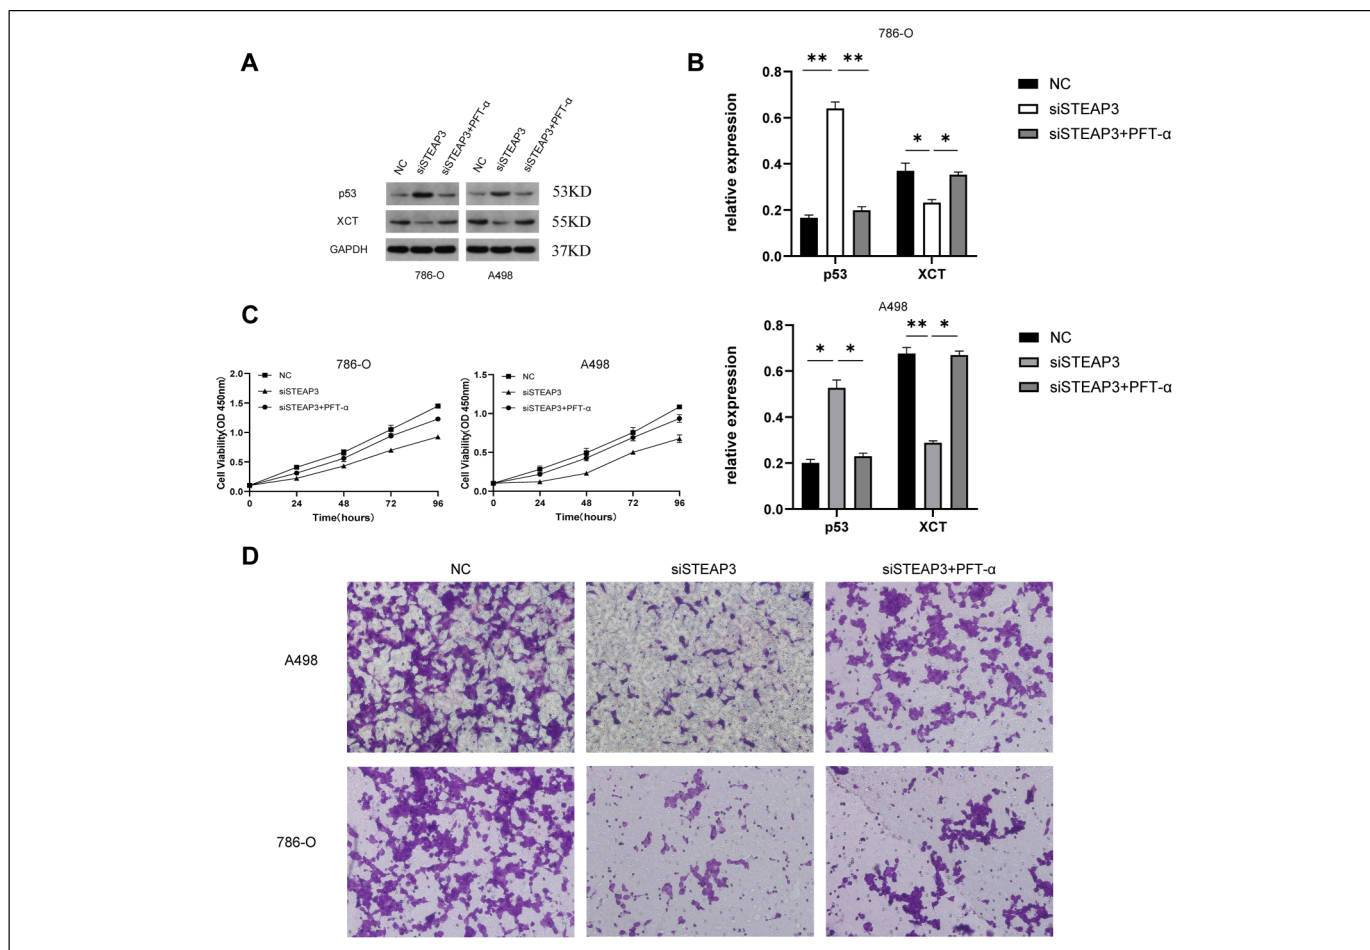 A
NC
siSTEAP3
siSTEAP3+PFT-α
NC
siSTEAP3
siSTEAP3+PFT-α
p53
53KD
XCT
55KD
GAPDH
37KD
786-O
A498
B
786-O
relative expression
0.8
0.6
0.4
0.2
0.0
** **
* *
p53
XCT
NC
siSTEAP3
siSTEAP3+PFT-α
A498
relative expression
0.8
0.6
0.4
0.2
0.0
* *
** *
p53
XCT
NC
siSTEAP3
siSTEAP3+PFT-α
C
786-O
NC
siSTEAP3
siSTEAP3+PFT-α
Cell Viability(OD 450nm)
2.0
1.5
1.0
0.5
0.0
0 24 48 72 96
Time(hours)
A498
NC
siSTEAP3
siSTEAP3+PFT-α
Cell Viability(OD 450nm)
1.5
1.0
0.5
0.0
0 24 48 72 96
Time(hours)
D
NC
siSTEAP3
siSTEAP3+PFT-α
A498
786-O